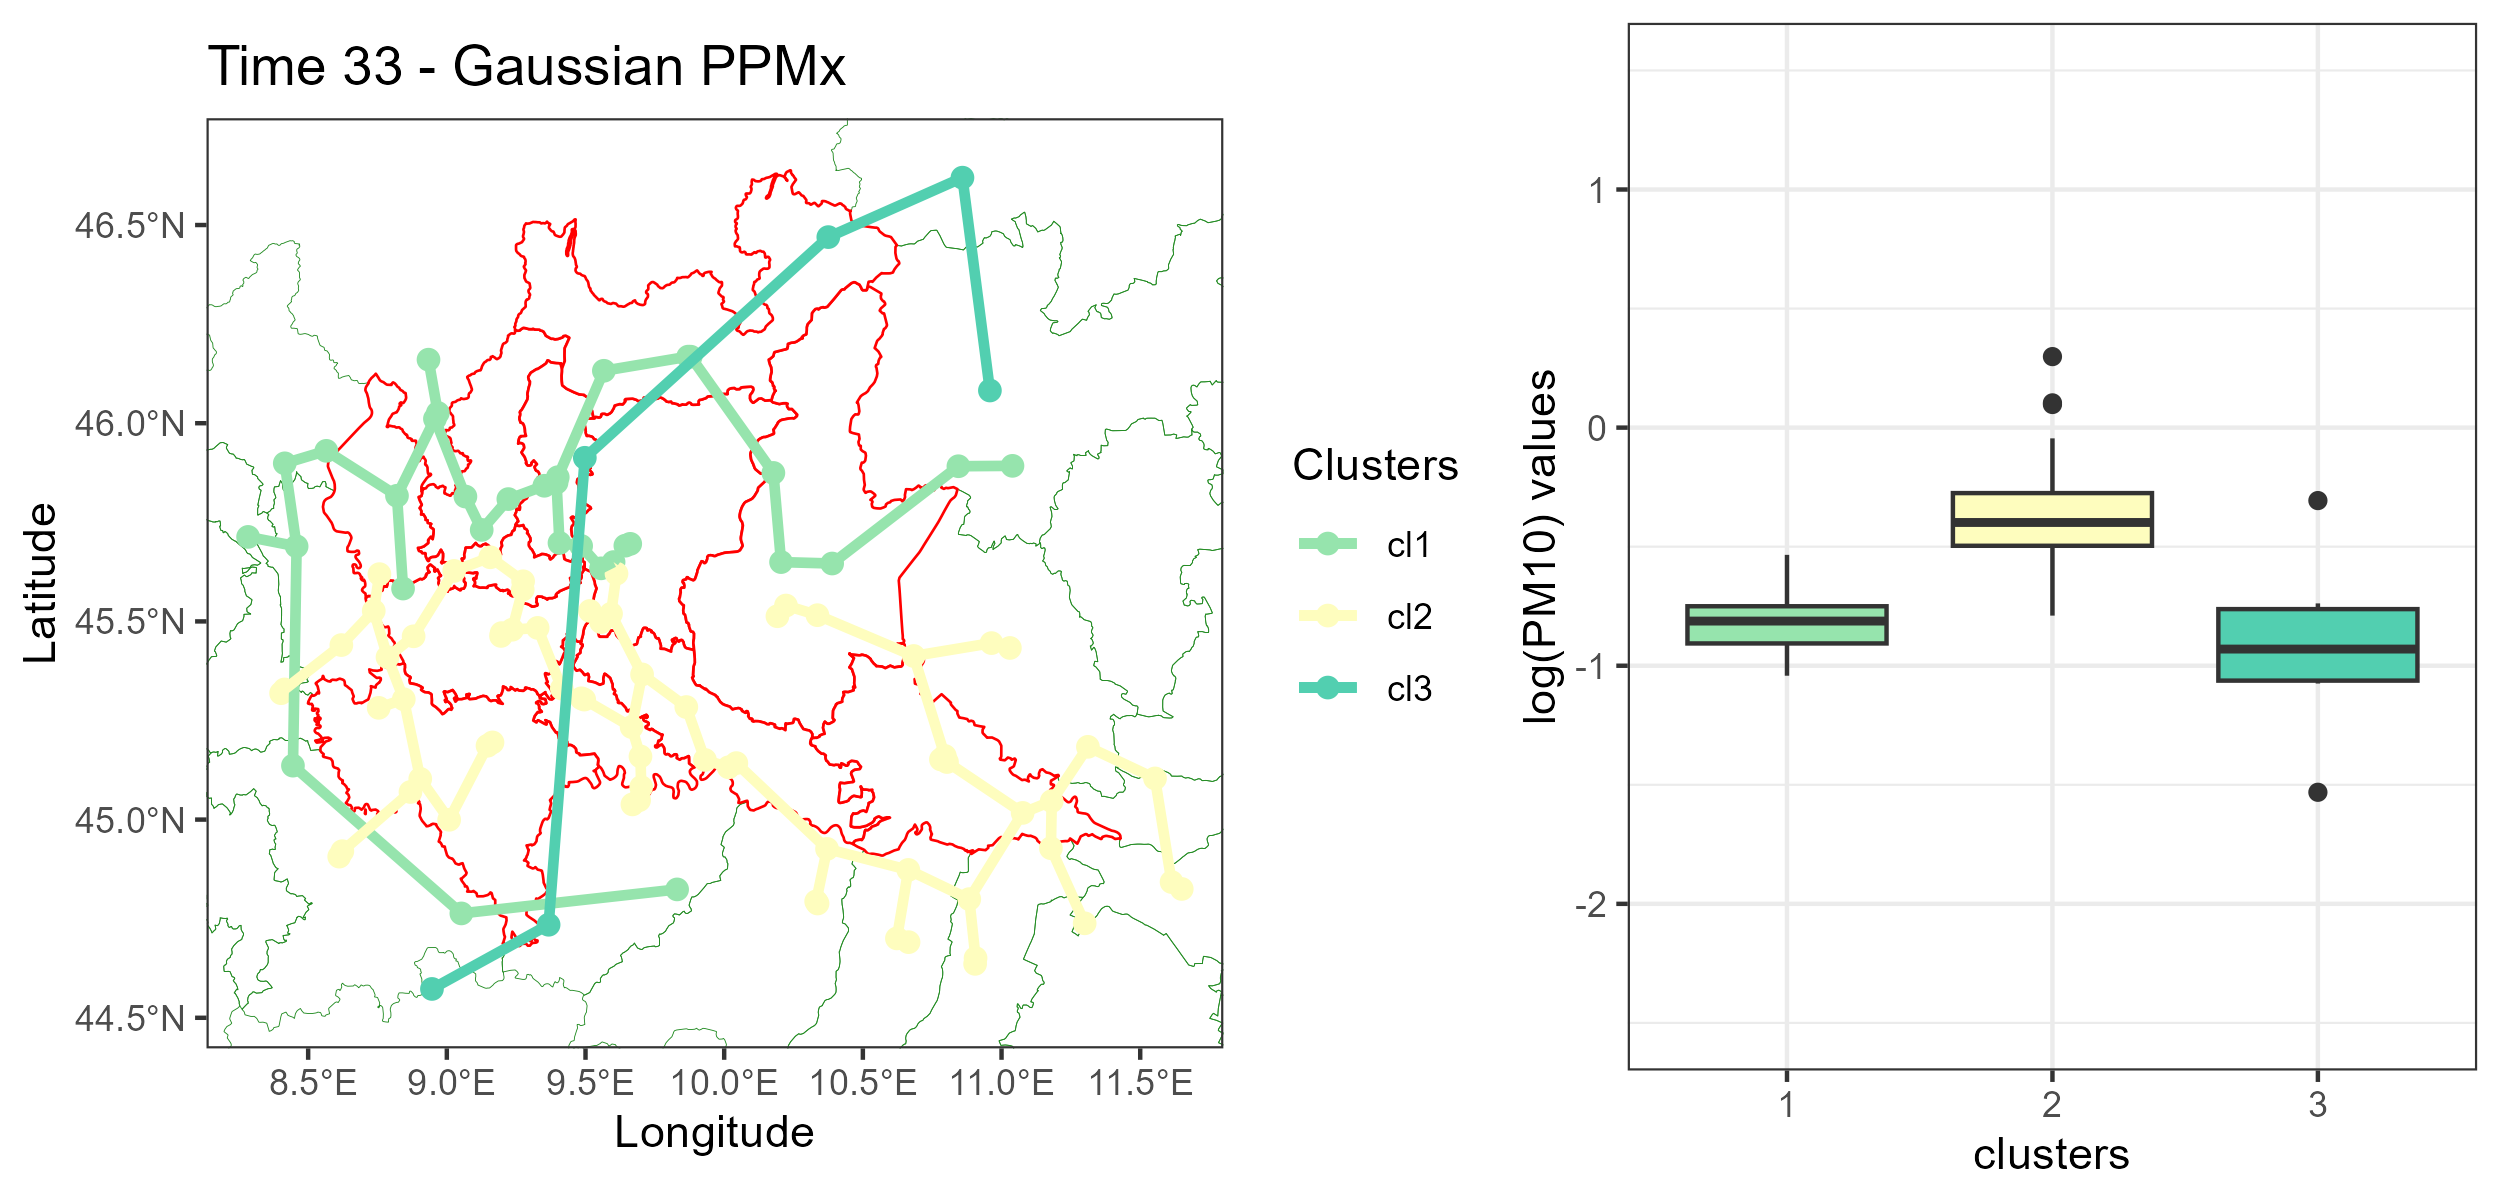 Time 33 - Gaussian PPMx
46.5°N
46.0°N
45.5°N
45.0°N
44.5°N
Latitude
8.5°E 9.0°E 9.5°E 10.0°E 10.5°E 11.0°E 11.5°E
Longitude
Clusters
cl1
cl2
cl3
log(PM10) values
1
0
-1
-2
1 2 3
clusters